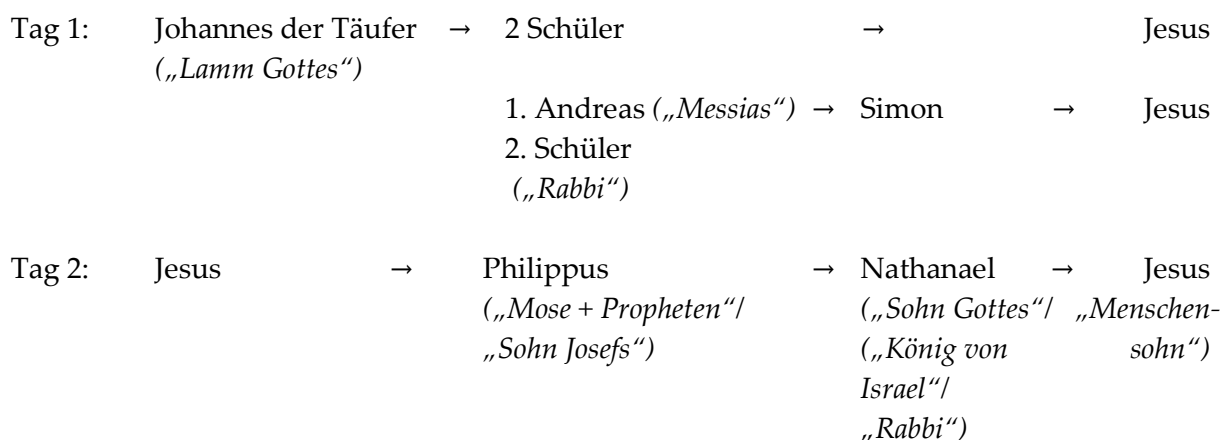 Tag 1: Johannes der Täufer → 2 Schüler → Jesus
(„Lamm Gottes“)
1. Andreas („Messias“) → Simon → Jesus
2. Schüler
(„Rabbi“)
Tag 2: Jesus → Philippus → Nathanael → Jesus
(„Mose + Propheten“/ („Sohn Gottes“/ „Menschen-
„Sohn Josefs“) („König von sohn“)
Israel“/
„Rabbi“)